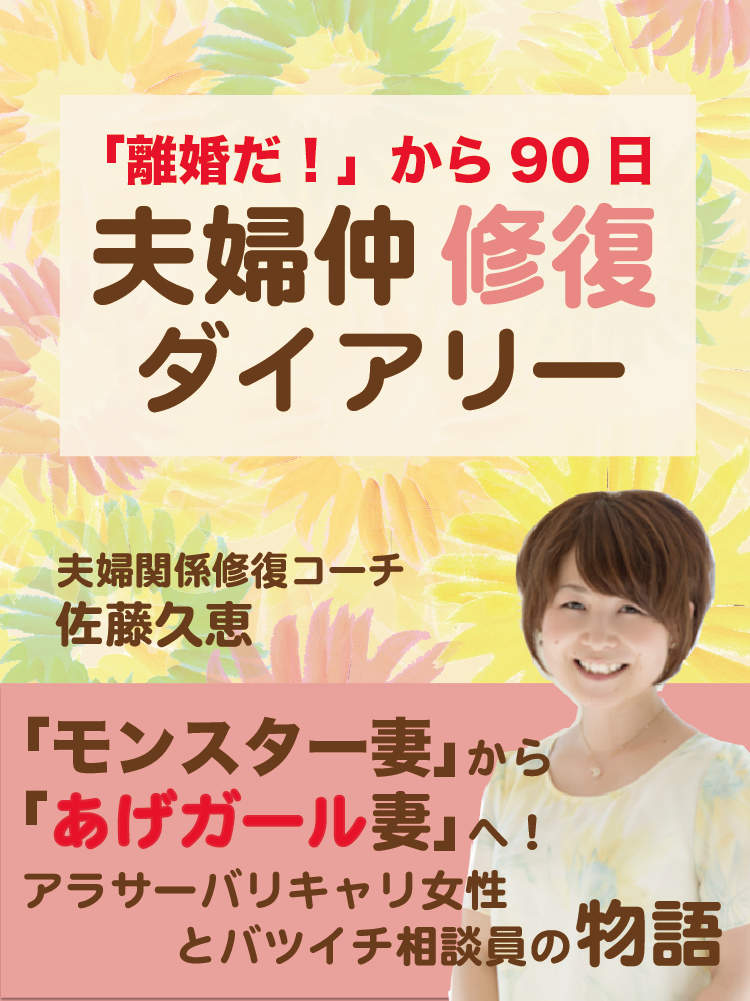 「離婚だ！」から90日
夫婦仲修復
ダイアリー
夫婦関係修復コーチ
佐藤久恵
「モンスター妻」から
「あげガール妻」へ！
アラサーバリキャリ女性
とバツイチ相談員の物語